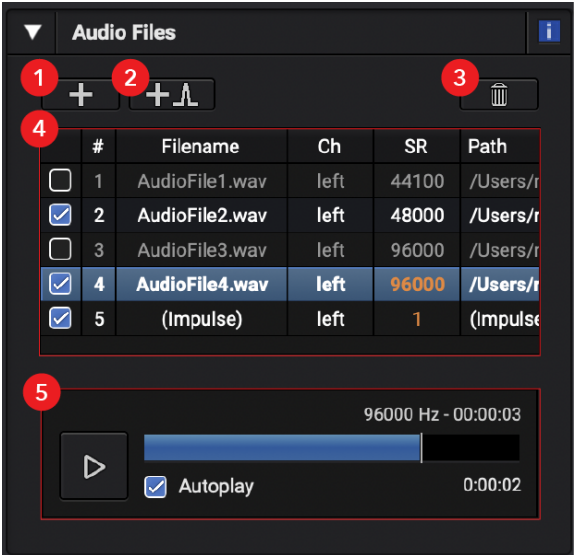 Audio Files i
1 2 3
4
# Filename Ch SR Path
1 AudioFile1.wav left 44100 /Users/r
2 AudioFile2.wav left 48000 /Users/r
3 AudioFile3.wav left 96000 /Users/r
4 AudioFile4.wav left 96000 /Users/r
5 (Impulse) left 1 (Impulse
5
96000 Hz - 00:00:03
Autoplay 0:00:02